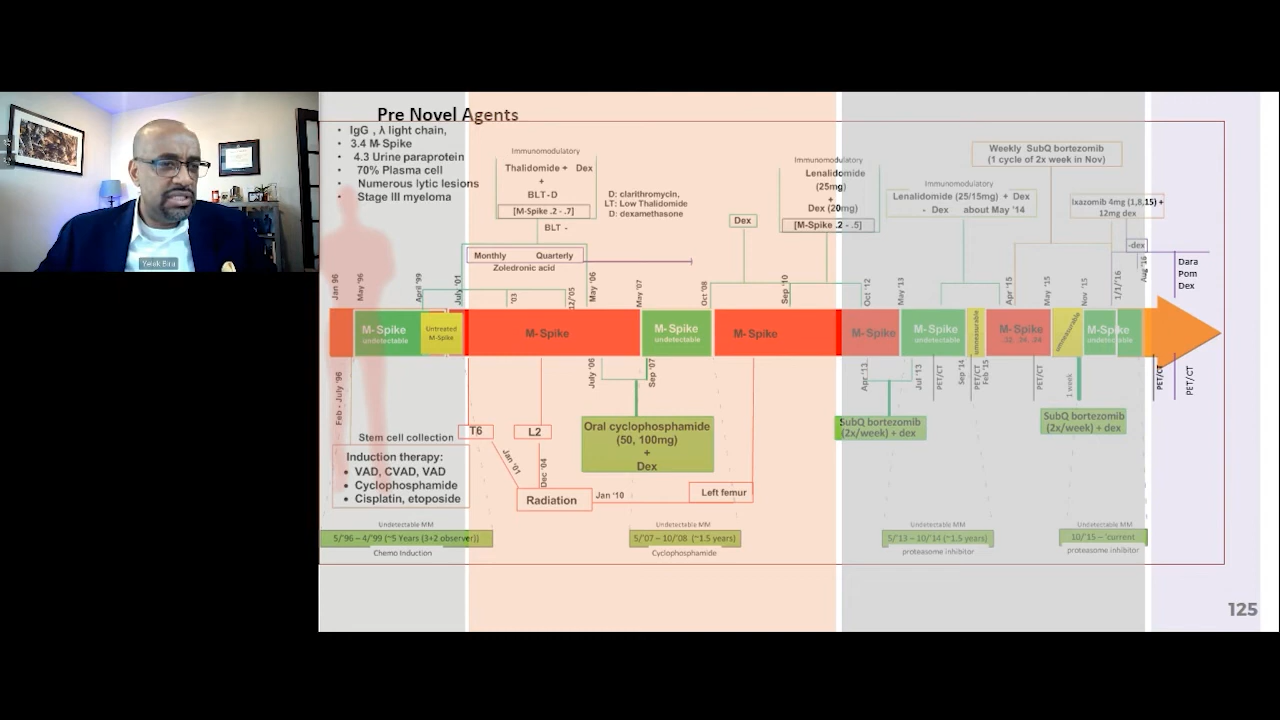 Pre Novel Agents
• IgG , λ light chain,
• 3.4 M- Spike
• 4.3 Urine paraprotein
• 70% Plasma cell
• Numerous lytic lesions
• Stage III myeloma
Immunomodulatory
Thalidomide + Dex
+
BLT-D
[M-Spike .2 - .7]
BLT -
D: clarithromycin,
LT: Low Thalidomide
D: dexamethasone
Monthly Quarterly
Zoledronic acid
Dex
Immunomodulatory
Lenalidomide
(25mg)
+
Dex (20mg)
[M-Spike .2 - .5]
Immunomodulatory
Lenalidomide (25/15mg) + Dex
- Dex about May '14
Weekly SubQ bortezomib
(1 cycle of 2x week in Nov)
Ixazomib 4mg (1,8,15) +
12mg dex
-dex
Dara
Pom
Dex
Jan 96
May '96
April '99
July '01
'03
12/'05
May '06
May '07
Oct '08
Sep '10
Oct '12
May '13
Apr '15
May '15
Nov '15
1/1/'16
Aug '16
M- Spike
undetectable
Untreated
M-Spike
M- Spike
M- Spike
undetectable
M- Spike
M- Spike
M- Spike
undetectable
unmeasurable
M- Spike
.32, .34, .24
unmeasurable
M- Spike
undetectable
Feb - July '96
July '06
Sep '07
Apr '13
Jul '13
PET/CT
Sep '14
PET/CT
Feb '15
PET/CT
1 week
PET/CT
PET/CT
Stem cell collection
Induction therapy:
• VAD, CVAD, VAD
• Cyclophosphamide
• Cisplatin, etoposide
T6
L2
Jan '01
Dec '04
Radiation
Jan '10
Left femur
Oral cyclophosphamide
(50, 100mg)
+
Dex
SubQ bortezomib
(2x/week) + dex
SubQ bortezomib
(2x/week) + dex
Undetectable MM
5/'96 – 4/'99 (~5 Years (3+2 observer))
Chemo Induction
Undetectable MM
5/'07 – 10/'08 (~1.5 years)
Cyclophosphamide
Undetectable MM
5/'13 – 10/'14 (~1.5 years)
proteasome inhibitor
Undetectable MM
10/'15 – 'current
proteasome inhibitor
125